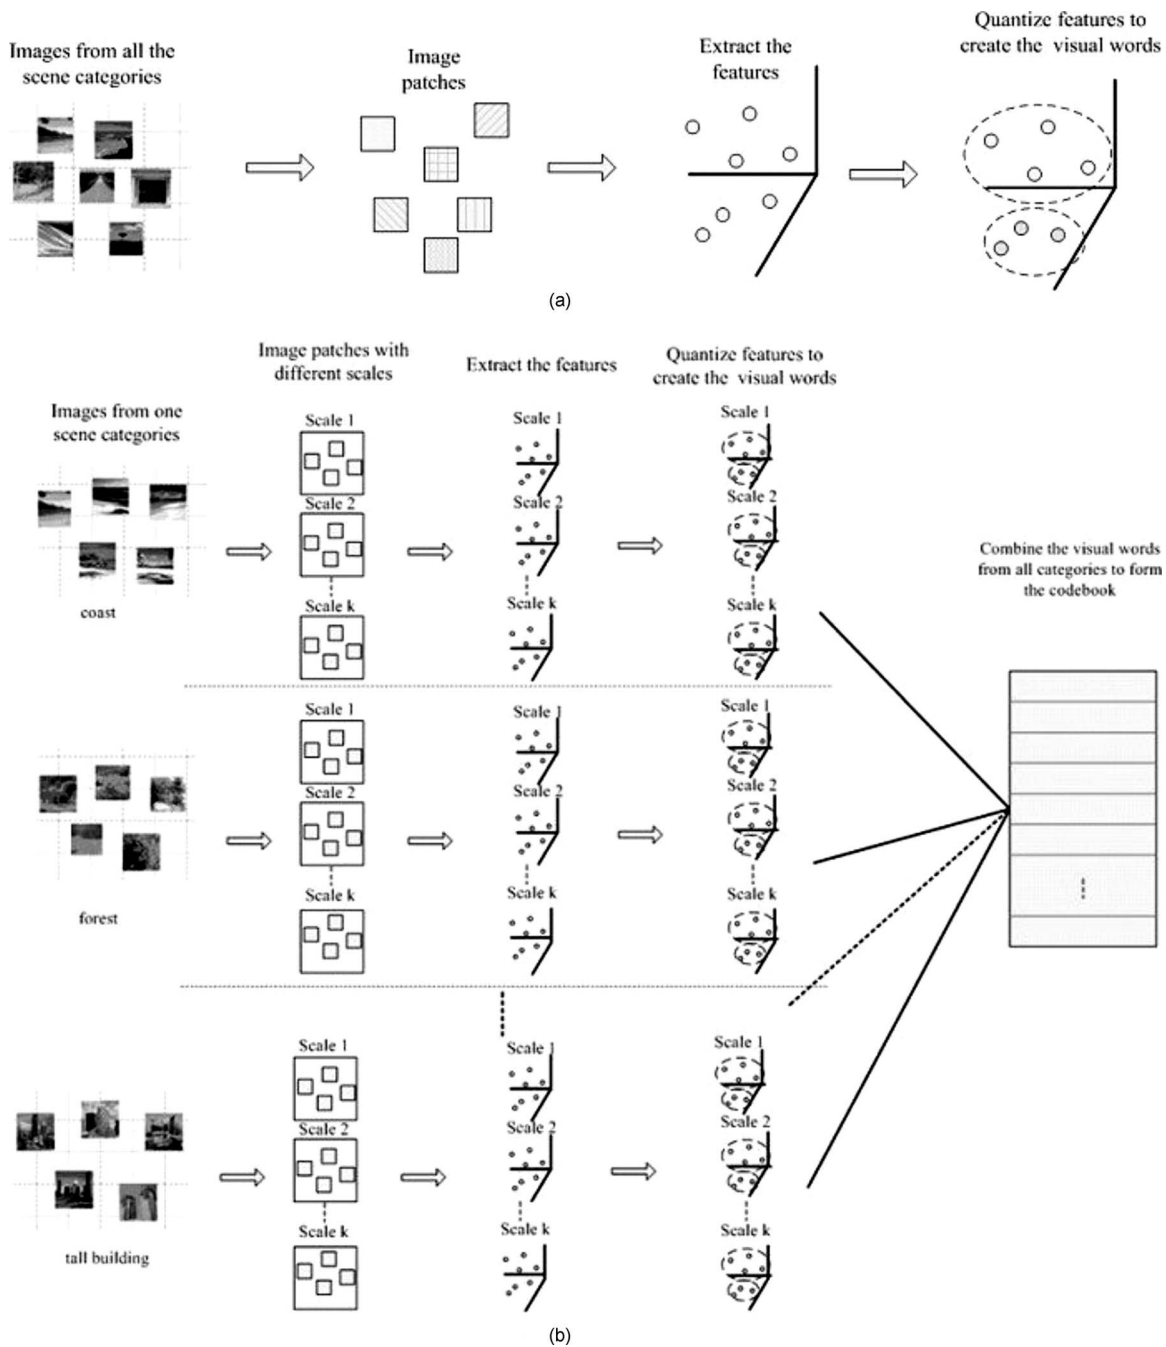 Images from all the
scene categories
Image
patches
Extract the
features
Quantize features to
create the visual words
(a)
Image patches with
different scales
Extract the features
Quantize features to
create the visual words
Images from one
scene categories
Scale 1
Scale 2
Scale k
Scale 1
Scale 2
Scale k
Scale 1
Scale 2
Scale k
coast
Combine the visual words
from all categories to form
the codebook
Scale 1
Scale 2
Scale k
Scale 1
Scale 2
Scale k
Scale 1
Scale 2
Scale k
forest
Scale 1
Scale 2
Scale k
Scale 1
Scale 2
Scale k
Scale 1
Scale 2
Scale k
tall building
(b)